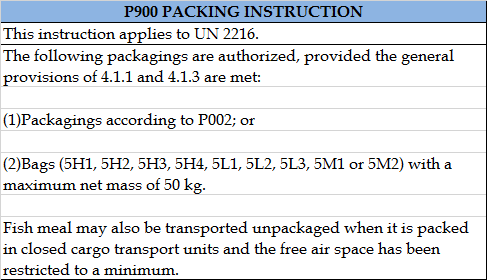 P900 PACKING INSTRUCTION
This instruction applies to UN 2216.
The following packagings are authorized, provided the general
provisions of 4.1.1 and 4.1.3 are met:
(1)Packagings according to P002; or
(2)Bags (5H1, 5H2, 5H3, 5H4, 5L1, 5L2, 5L3, 5M1 or 5M2) with a
maximum net mass of 50 kg.
Fish meal may also be transported unpackaged when it is packed
in closed cargo transport units and the free air space has been
restricted to a minimum.